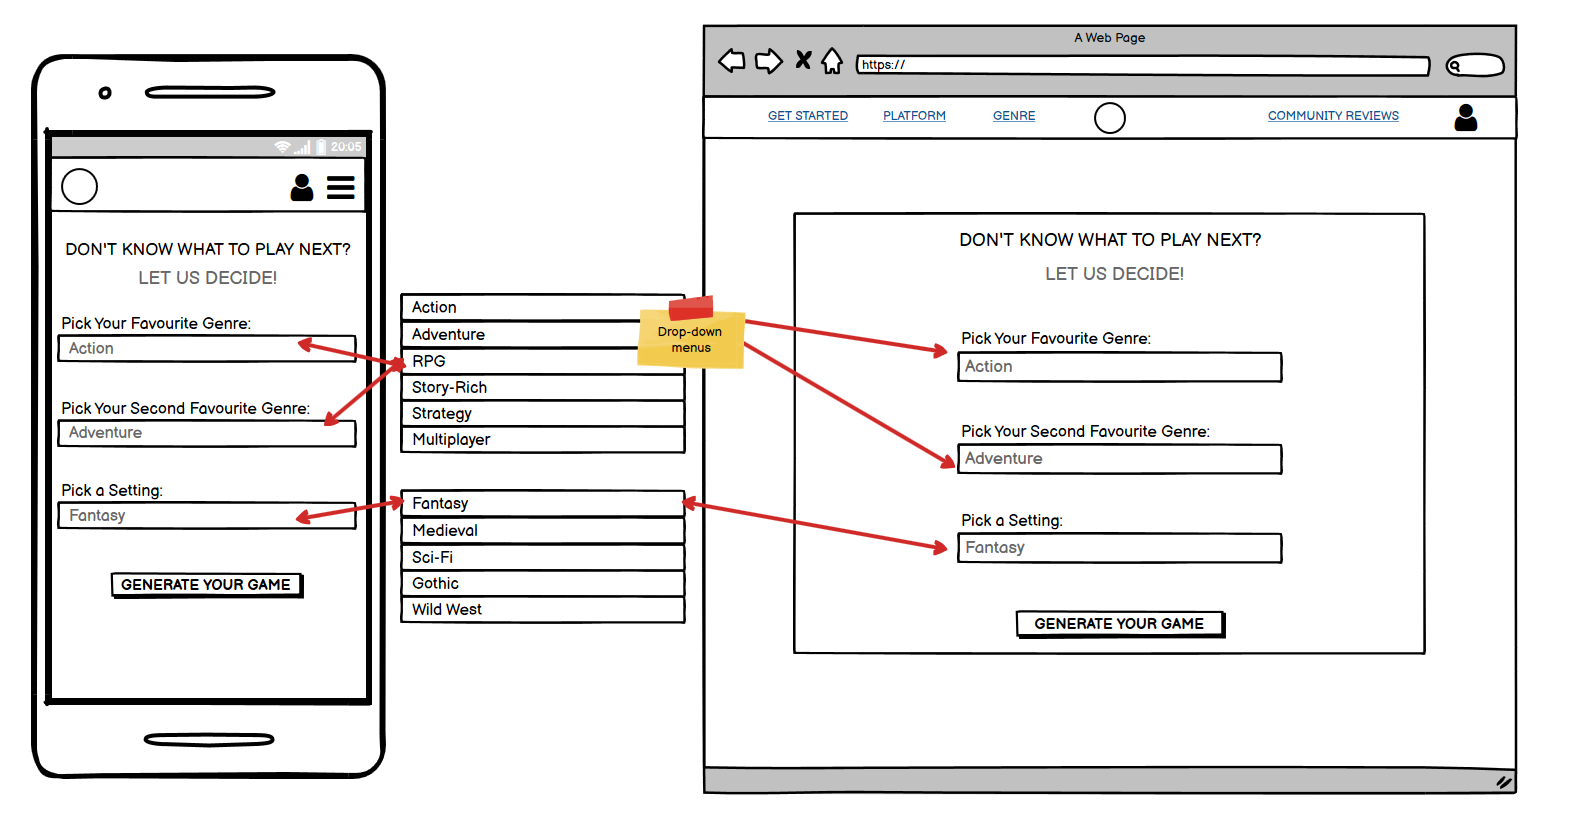 20:05
DON'T KNOW WHAT TO PLAY NEXT?
LET US DECIDE!
Pick Your Favourite Genre:
Action
Pick Your Second Favourite Genre:
Adventure
Pick a Setting:
Fantasy
GENERATE YOUR GAME
Action
Adventure
RPG
Story-Rich
Strategy
Multiplayer
Drop-down
menus
Fantasy
Medieval
Sci-Fi
Gothic
Wild West
A Web Page
https://
GET STARTED PLATFORM GENRE COMMUNITY REVIEWS
DON'T KNOW WHAT TO PLAY NEXT?
LET US DECIDE!
Pick Your Favourite Genre:
Action
Pick Your Second Favourite Genre:
Adventure
Pick a Setting:
Fantasy
GENERATE YOUR GAME